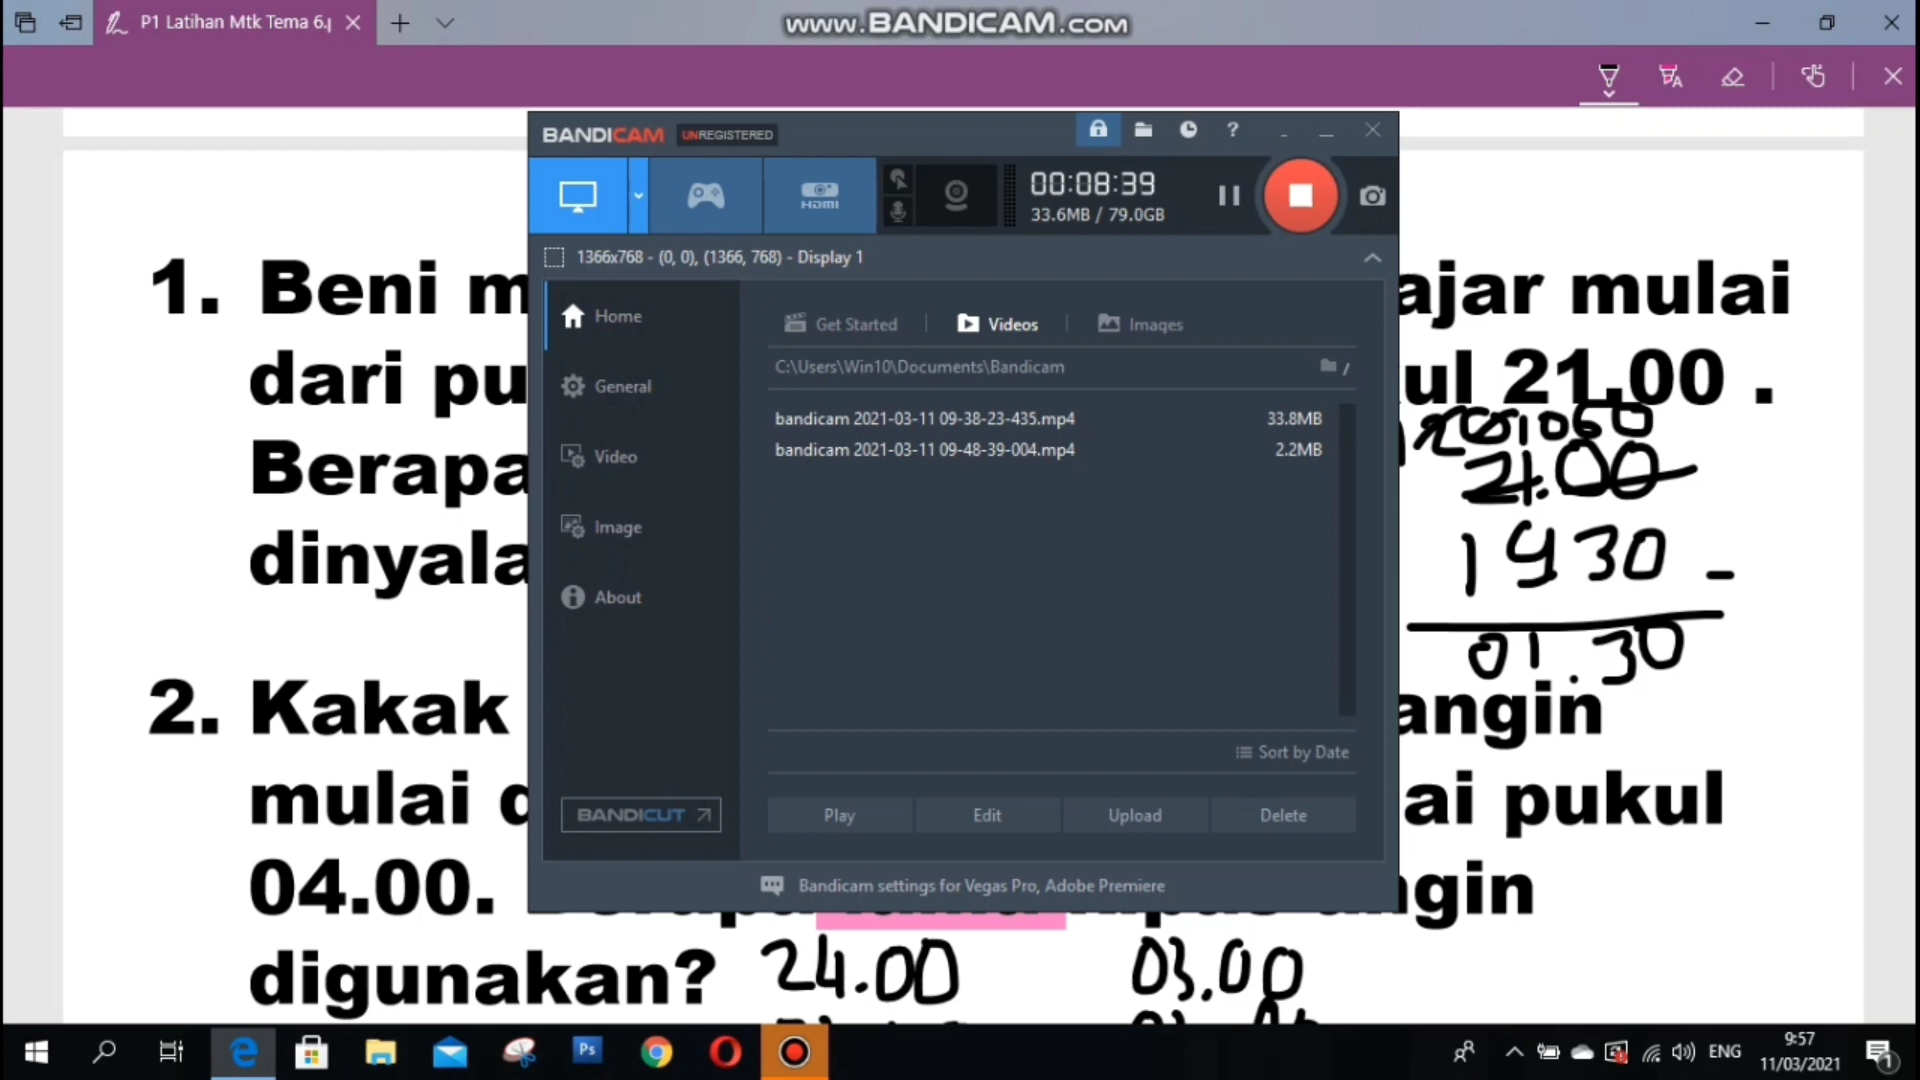 P1 Latihan Mtk Tema 6.p
www.BANDICAM.com
BANDICAM UNREGISTERED
?
HDMI
00:08:39
33.6MB / 79.0GB
1366x768 - (0, 0), (1366, 768) - Display 1
Home
General
Video
Image
About
BANDICUT
Get Started
Videos
Images
C:\Users\Win10\Documents\Bandicam
bandicam 2021-03-11 09-38-23-435.mp4 33.8MB
bandicam 2021-03-11 09-48-39-004.mp4 2.2MB
Sort by Date
Play Edit Upload Delete
Bandicam settings for Vegas Pro, Adobe Premiere
1. Beni m ajar mulai
dari pu ul 21.00 .
Berapa
dinyala
21.00
1930 -
01.30
2. Kakak angin
mulai d ai pukul
04.00. ngin
digunakan?
24.00 03.00
Ps
ENG
9:57
11/03/2021
1